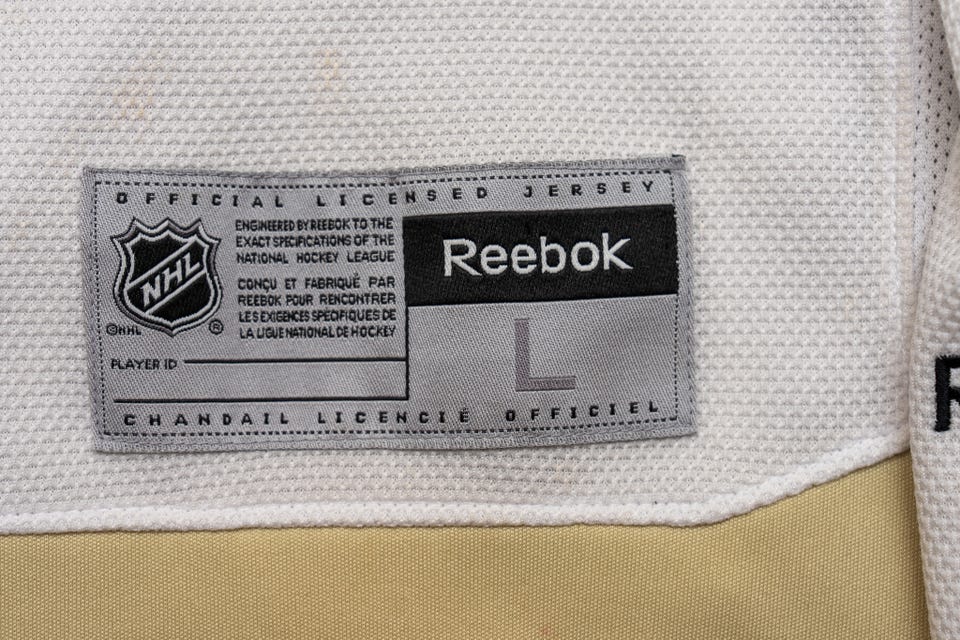 OFFICIAL LICENSED JERSEY
NHL
©NHL
®
ENGINEERED BY REEBOK TO THE
EXACT SPECIFICATIONS OF THE
NATIONAL HOCKEY LEAGUE
CONÇU ET FABRIQUÉ PAR
REEBOK POUR RENCONTRER
LES EXIGENCES SPÉCIFIQUES DE
LA LIGUE NATIONAL DE HOCKEY
PLAYER ID
Reebok
L
CHANDAIL LICENCIÉ OFFICIEL
R